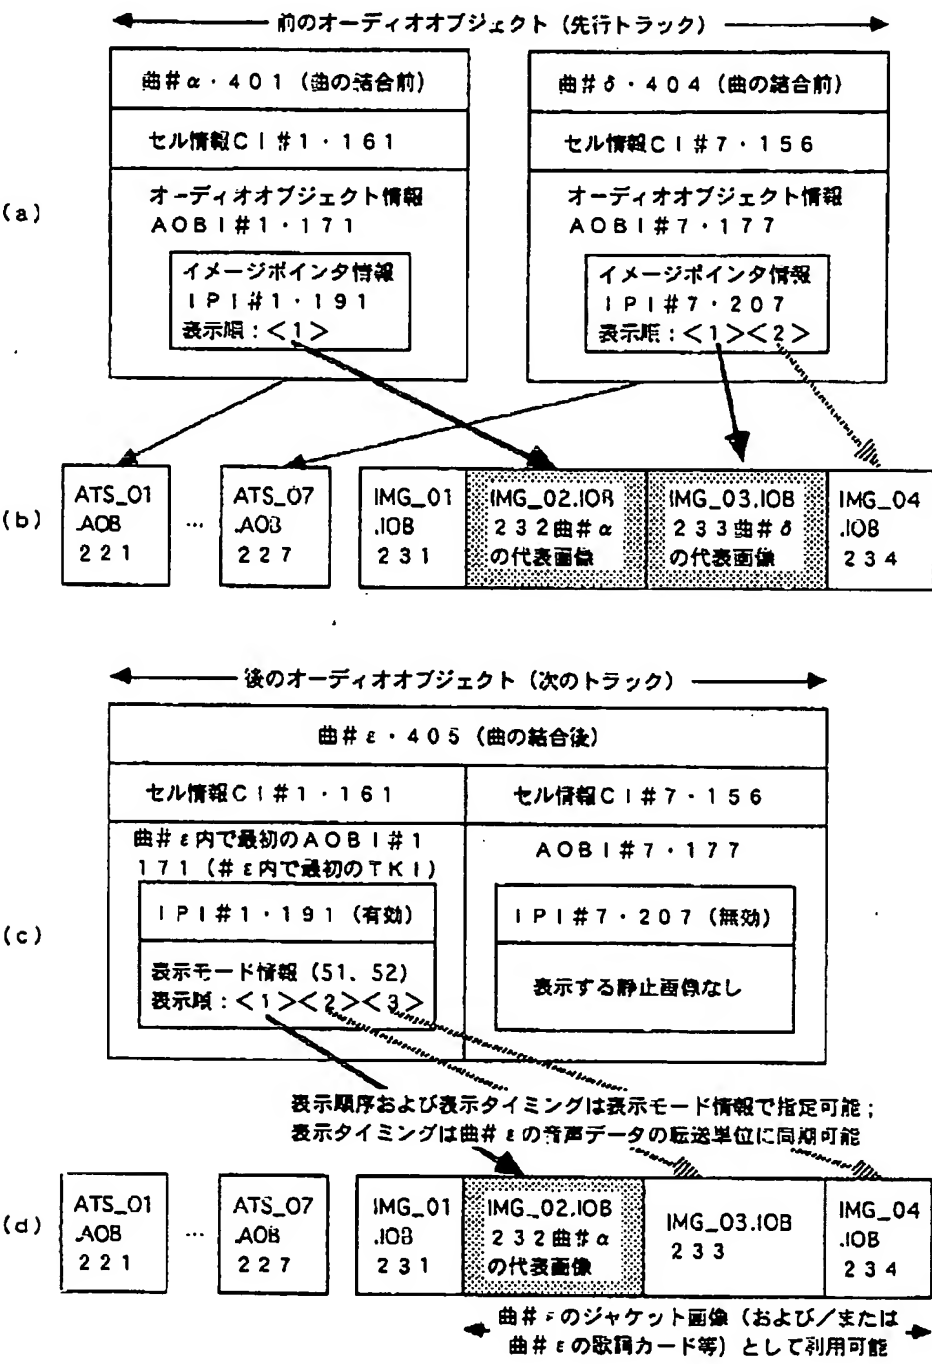 前のオーディオオブジェクト（先行トラック）
曲＃α・４０１（曲の結合前）
曲＃δ・４０４（曲の結合前）
セル情報ＣＩ＃１・１６１
セル情報ＣＩ＃７・１５６
(a)
オーディオオブジェクト情報
ＡＯＢＩ＃１・１７１
イメージポインタ情報
ＩＰＩ＃１・１９１
表示順：＜１＞
オーディオオブジェクト情報
ＡＯＢＩ＃７・１７７
イメージポインタ情報
ＩＰＩ＃７・２０７
表示順：＜１＞＜２＞
(b)
ATS_01
.AOB
２２１
…
ATS_07
.AOB
２２７
IMG_01
.IOB
２３１
IMG_02.IOB
２３２曲＃α
の代表画像
IMG_03.IOB
２３３曲＃δ
の代表画像
IMG_04
.IOB
２３４
後のオーディオオブジェクト（次のトラック）
曲＃ε・４０５（曲の結合後）
セル情報ＣＩ＃１・１６１
セル情報ＣＩ＃７・１５６
(c)
曲＃ε内で最初のＡＯＢＩ＃１
１７１（＃ε内で最初のＴＫＩ）
ＩＰＩ＃１・１９１（有効）
表示モード情報（51、52）
表示順：＜１＞＜２＞＜３＞
ＡＯＢＩ＃７・１７７
ＩＰＩ＃７・２０７（無効）
表示する静止画像なし
表示順序および表示タイミングは表示モード情報で指定可能；
表示タイミングは曲＃εの音声データの転送単位に同期可能
(d)
ATS_01
.AOB
２２１
…
ATS_07
.AOB
２２７
IMG_01
.IOB
２３１
IMG_02.IOB
２３２曲＃α
の代表画像
IMG_03.IOB
２３３
IMG_04
.IOB
２３４
曲＃εのジャケット画像（および／または
曲＃εの歌詞カード等）として利用可能